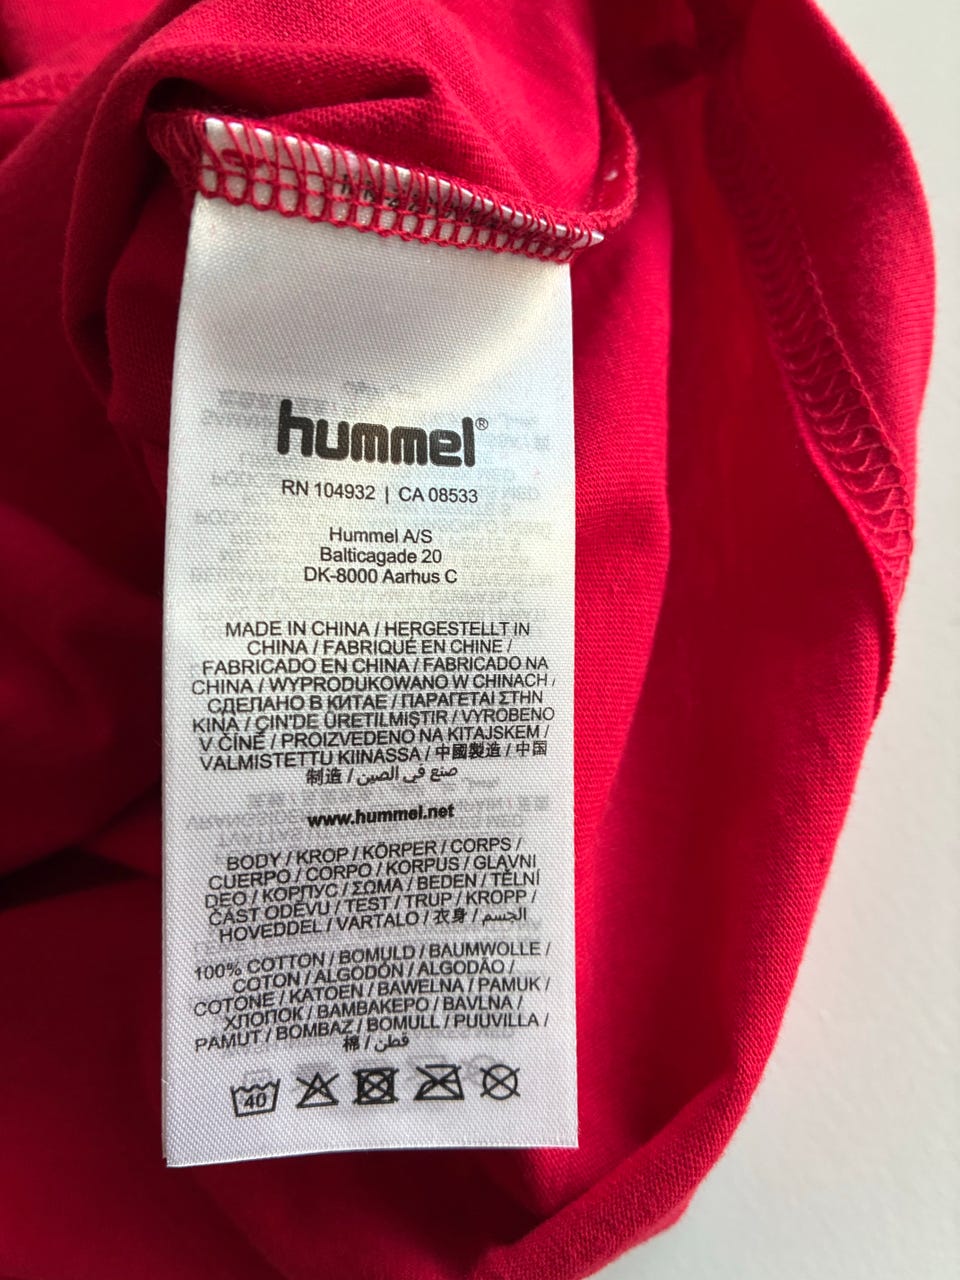 hummel®
RN 104932 | CA 08533
Hummel A/S
Balticagade 20
DK-8000 Aarhus C
MADE IN CHINA / HERGESTELLT IN
CHINA / FABRIQUÉ EN CHINE /
FABRICADO EN CHINA / FABRICADO NA
CHINA / WYPRODUKOWANO W CHINACH /
СДЕЛАНО В КИТАЕ / ΠΑΡΑΓΕΤΑΙ ΣΤΗΝ
ΚΙΝΑ / ÇIN'DE ÜRETILMIŞTIR / VYROBENO
V ČÍNĚ / PROIZVEDENO NA KITAJSKEM /
VALMISTETTU KIINASSA / 中國製造 / 中国
制造 / صنع في الصين
www.hummel.net
BODY / KROP / KÖRPER / CORPS /
CUERPO / CORPO / KORPUS / GLAVNI
DEO / КОРПУС / ΣΩΜΑ / BEDEN / TĚLNÍ
ČÁST ODĚVU / TEST / TRUP / KROPP /
HOVEDDEL / VARTALO / 衣身 / الجسم
100% COTTON / BOMULD / BAUMWOLLE /
COTON / ALGODÓN / ALGODÃO /
COTONE / KATOEN / BAWELNA / PAMUK /
ХЛОПОК / ΒΑΜΒΑΚΕΡΟ / BAVLNA /
PAMUT / BOMBAZ / BOMULL / PUUVILLA /
棉 / قطن
40